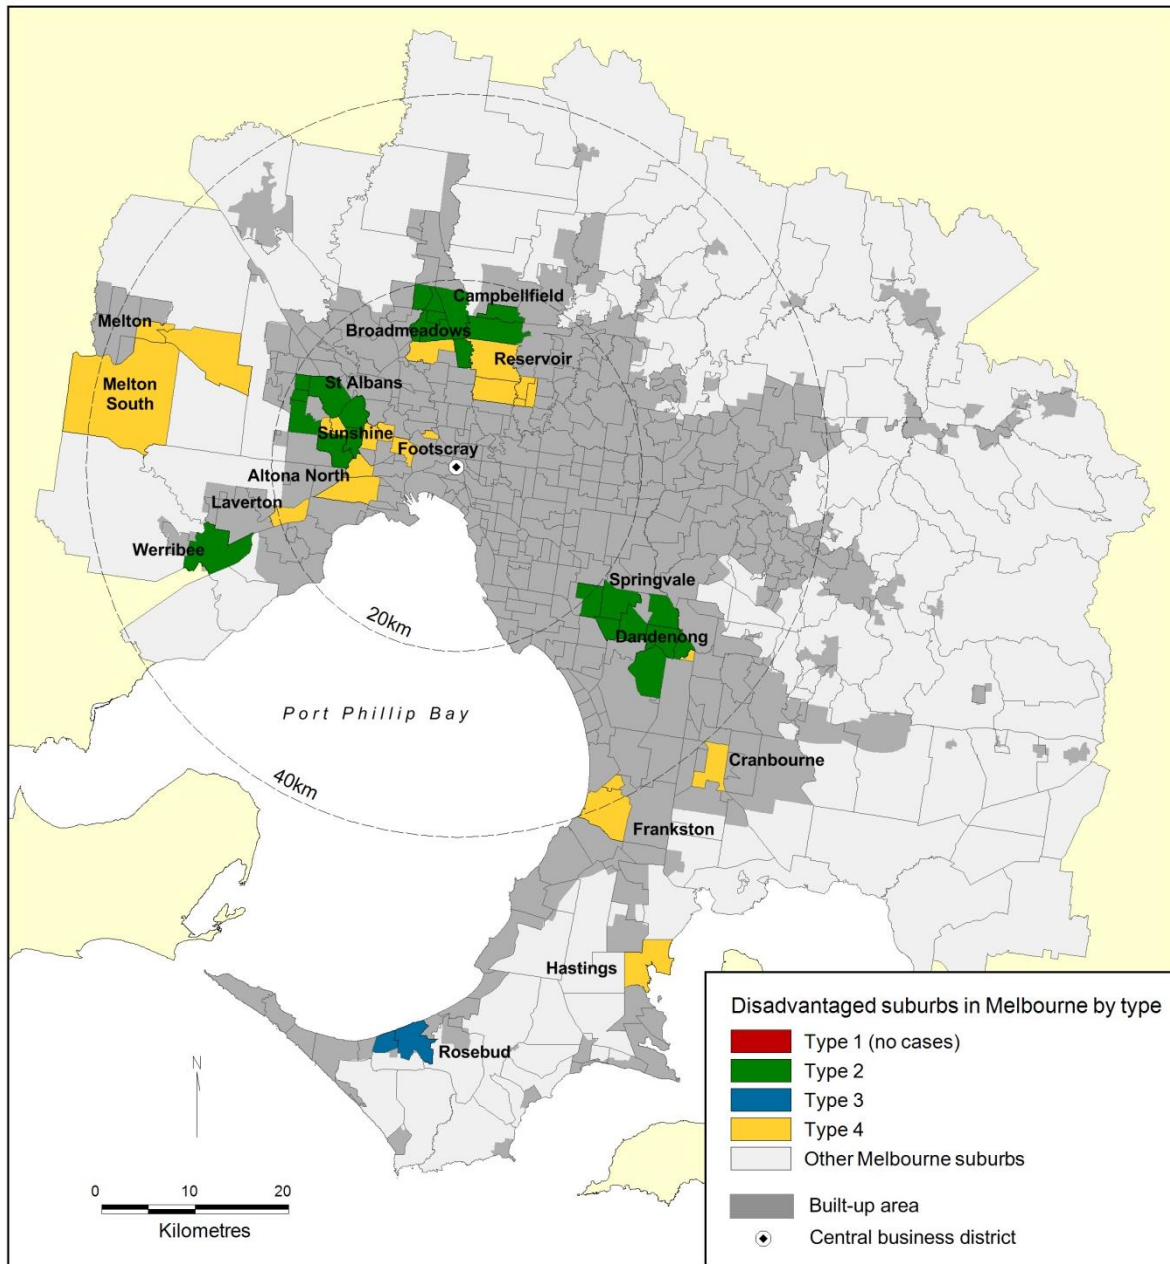 Campbellfield
Broadmeadows
Melton
Reservoir
Melton
South
St Albans
Sunshine
Footscray
Altona North
Laverton
Werribee
Springvale
20km
Dandenong
Port Phillip Bay
40km
Cranbourne
Frankston
Hastings
Rosebud
N
0 10 20
Kilometres
Disadvantaged suburbs in Melbourne by type
Type 1 (no cases)
Type 2
Type 3
Type 4
Other Melbourne suburbs
Built-up area
Central business district